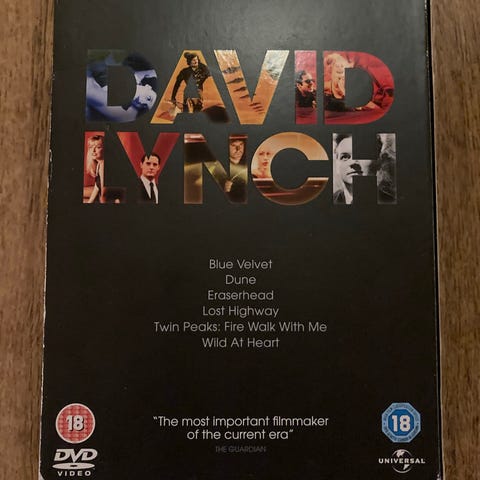 DAVID
LYNCH
Blue Velvet
Dune
Eraserhead
Lost Highway
Twin Peaks: Fire Walk With Me
Wild At Heart
"The most important filmmaker
of the current era"
THE GUARDIAN
18
DVD
VIDEO
18
UNIVERSAL